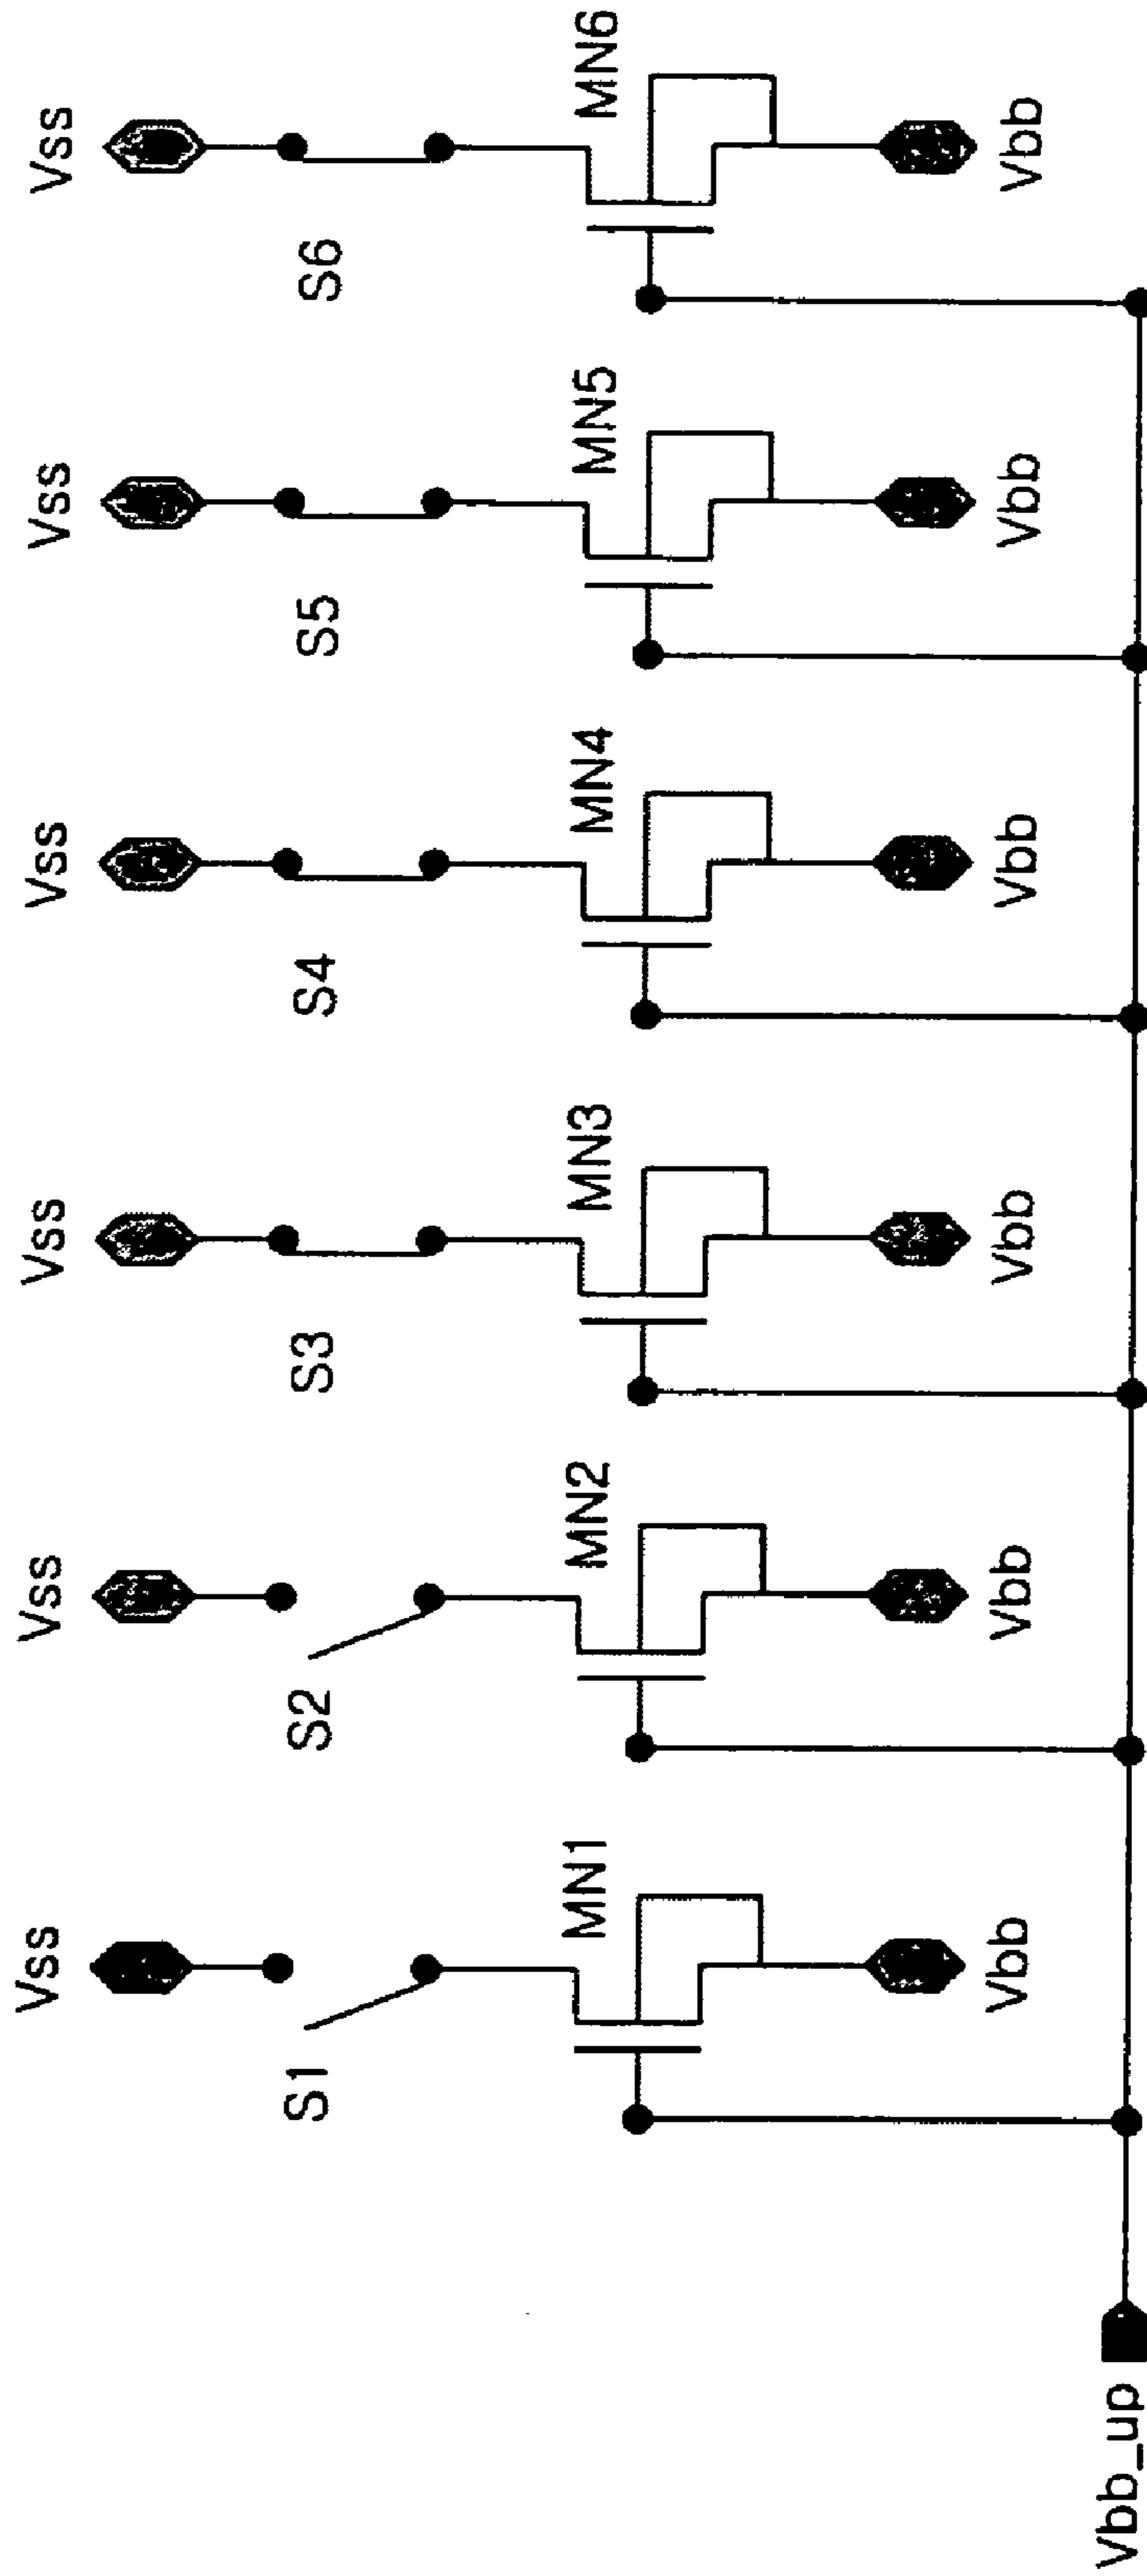 Vss Vss Vss Vss Vss Vss
S1 S2 S3 S4 S5 S6
MN1 MN2 MN3 MN4 MN5 MN6
Vbb Vbb Vbb Vbb Vbb Vbb
Vbb_up